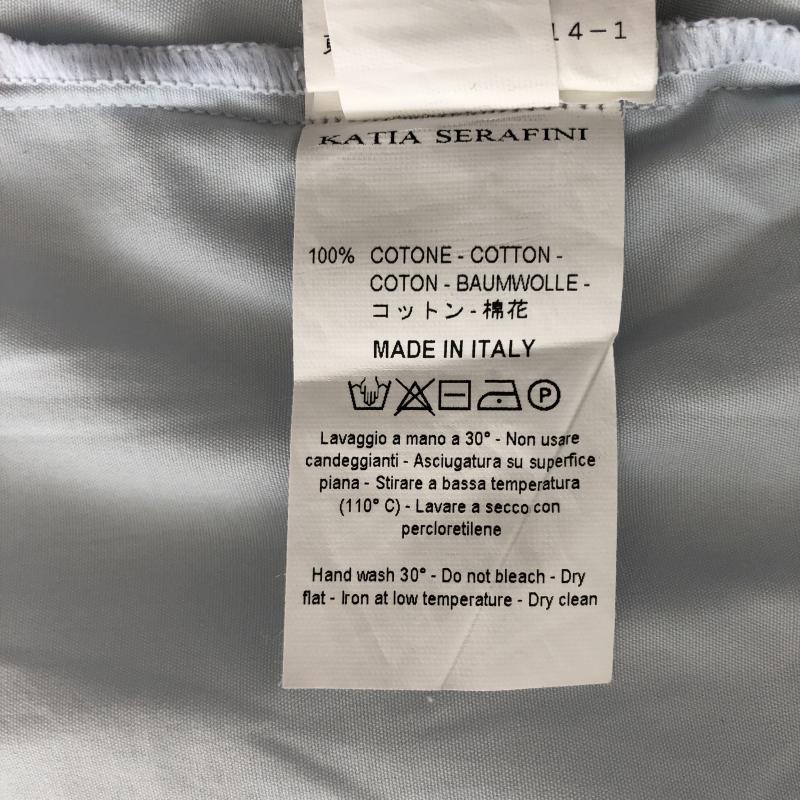 14-1
KATIA SERAFINI
100% COTONE - COTTON -
COTON - BAUMWOLLE -
コットン - 棉花
MADE IN ITALY
P
Lavaggio a mano a 30° - Non usare
candeggianti - Asciugatura su superfice
piana - Stirare a bassa temperatura
(110° C) - Lavare a secco con
percloretilene
Hand wash 30° - Do not bleach - Dry
flat - Iron at low temperature - Dry clean